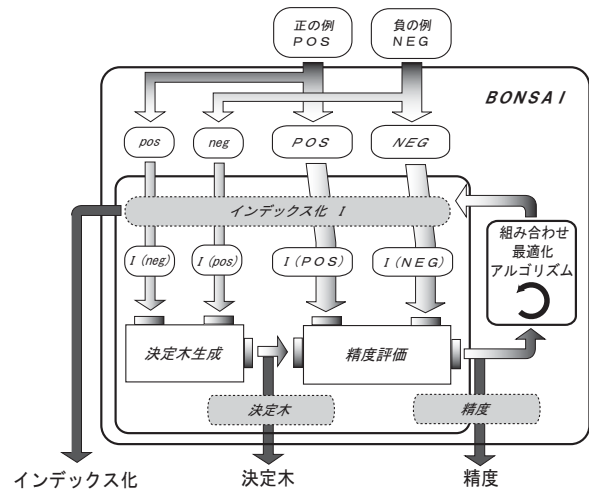 正の例
POS
負の例
NEG
BONSAI
pos
neg
POS
NEG
インデックス化 I
I (neg)
I (pos)
I (POS)
I (NEG)
組み合わせ
最適化
アルゴリズム
決定木生成
精度評価
決定木
精度
インデックス化
決定木
精度